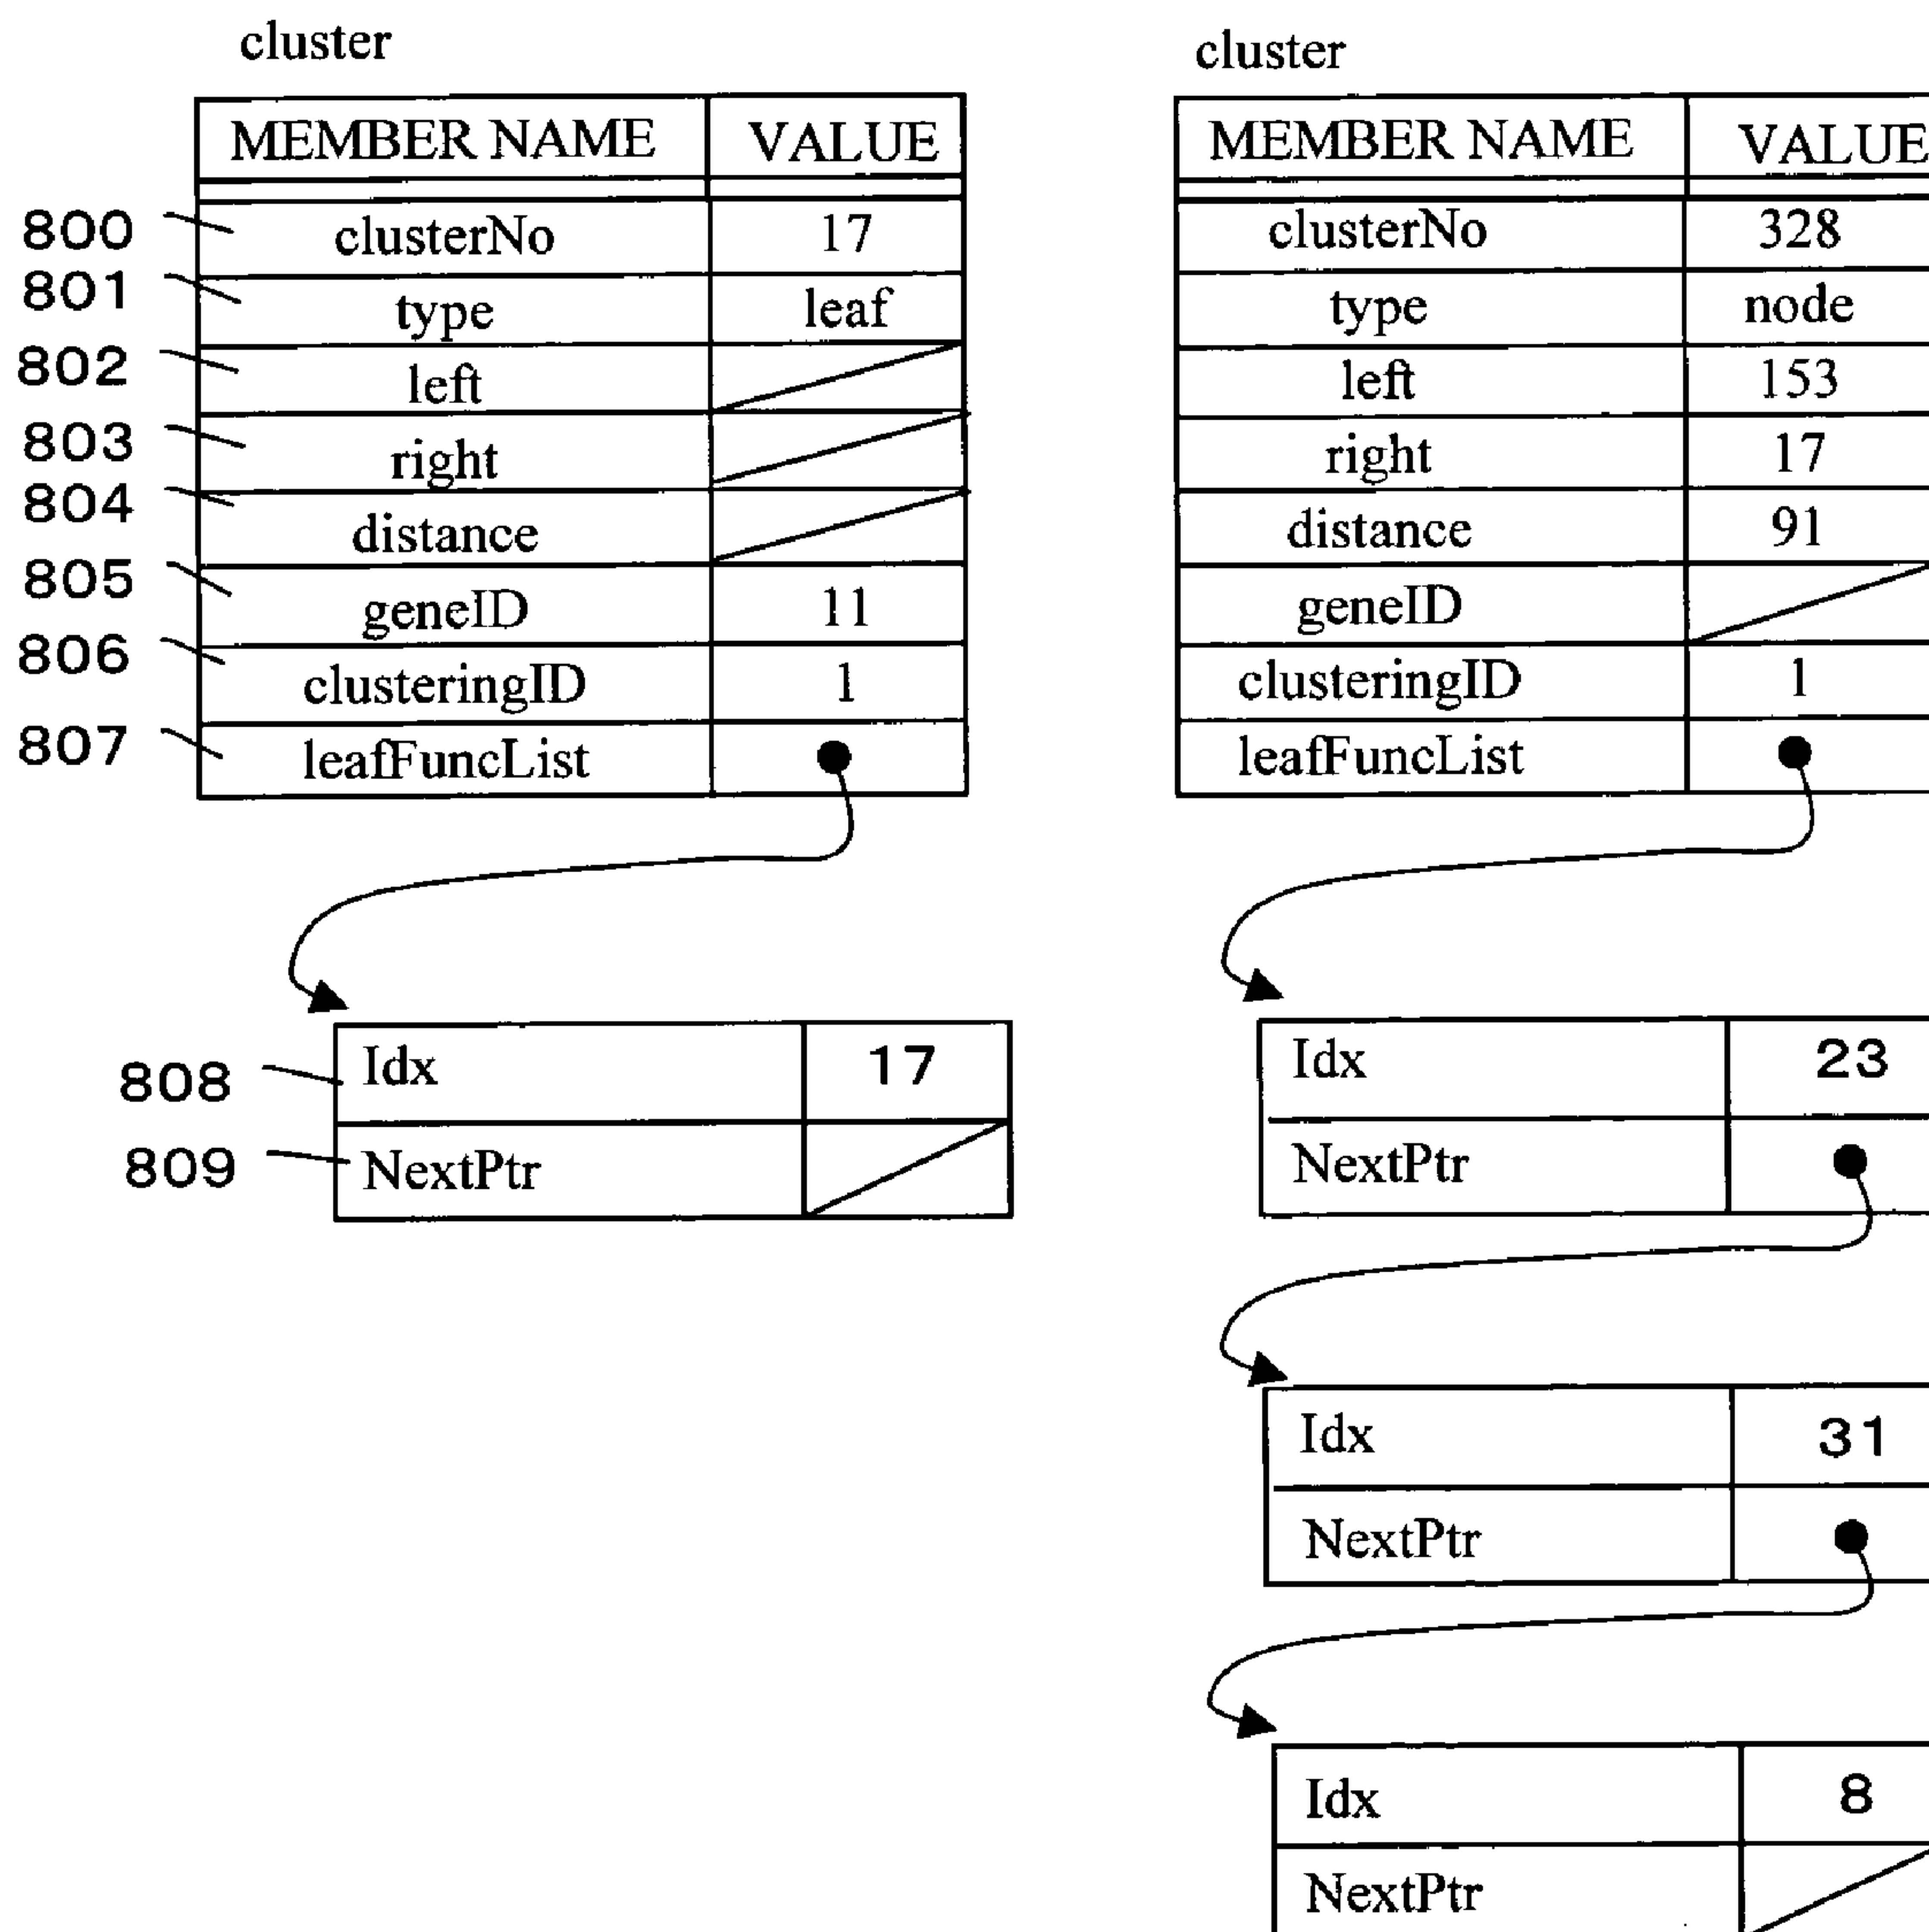 cluster
MEMBER NAME VALUE
800 clusterNo 17
801 type leaf
802 left
803 right
804 distance
805 geneID 11
806 clusteringID 1
807 leafFuncList
808 Idx 17
809 NextPtr
cluster
MEMBER NAME VALUE
clusterNo 328
type node
left 153
right 17
distance 91
geneID
clusteringID 1
leafFuncList
Idx 23
NextPtr
Idx 31
NextPtr
Idx 8
NextPtr